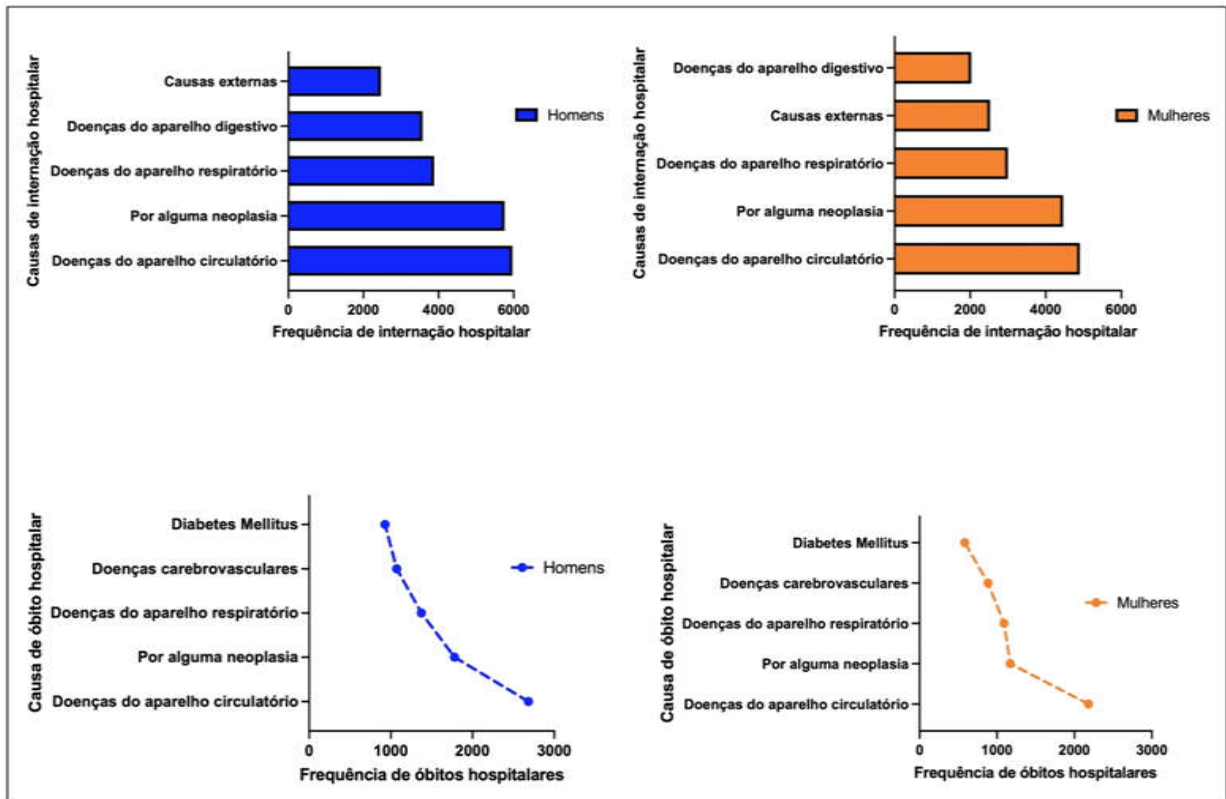 Causas de internação hospitalar
Causas externas
Doenças do aparelho digestivo
Doenças do aparelho respiratório
Por alguma neoplasia
Doenças do aparelho circulatório
0 2000 4000 6000
Frequência de internação hospitalar
Homens
Causas de internação hospitalar
Doenças do aparelho digestivo
Causas externas
Doenças do aparelho respiratório
Por alguma neoplasia
Doenças do aparelho circulatório
0 2000 4000 6000
Frequência de internação hospitalar
Mulheres
Causa de óbito hospitalar
Diabetes Mellitus
Doenças carebrovasculares
Doenças do aparelho respiratório
Por alguma neoplasia
Doenças do aparelho circulatório
0 1000 2000 3000
Frequência de óbitos hospitalares
Homens
Causa de óbito hospitalar
Diabetes Mellitus
Doenças carebrovasculares
Doenças do aparelho respiratório
Por alguma neoplasia
Doenças do aparelho circulatório
0 1000 2000 3000
Frequência de óbitos hospitalares
Mulheres